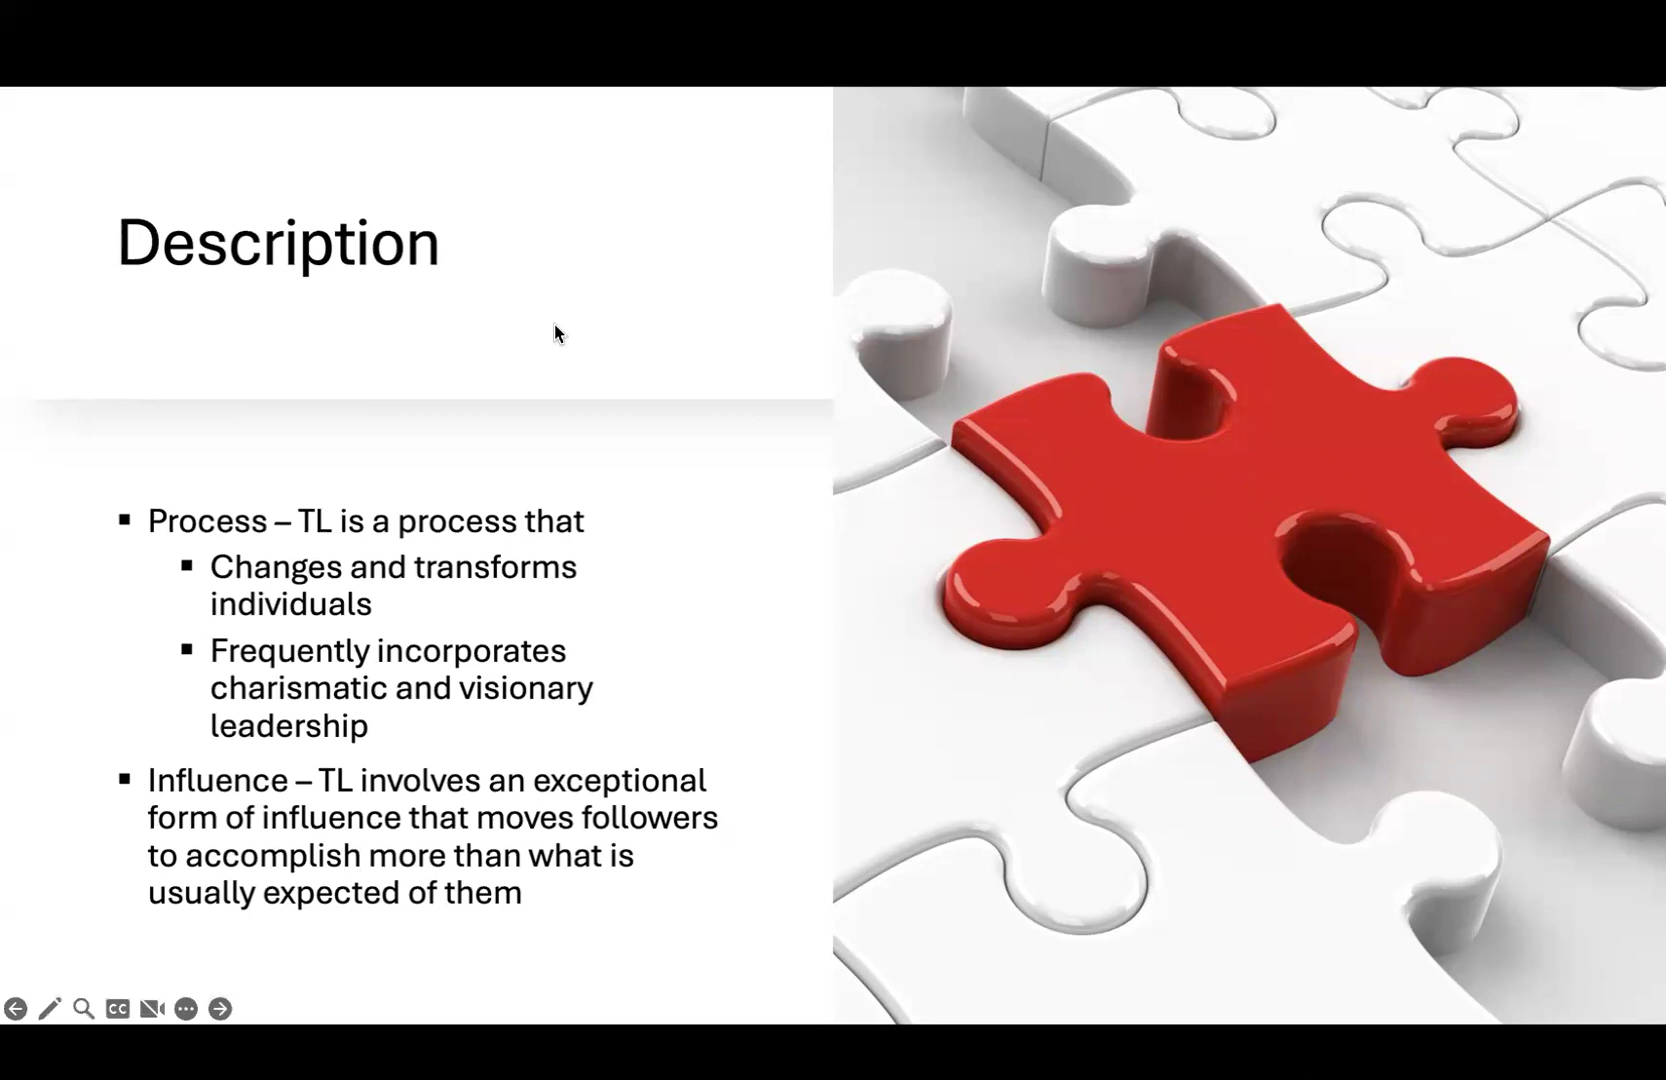 Description
▪ Process – TL is a process that
▪ Changes and transforms
individuals
▪ Frequently incorporates
charismatic and visionary
leadership
▪ Influence – TL involves an exceptional
form of influence that moves followers
to accomplish more than what is
usually expected of them
CC